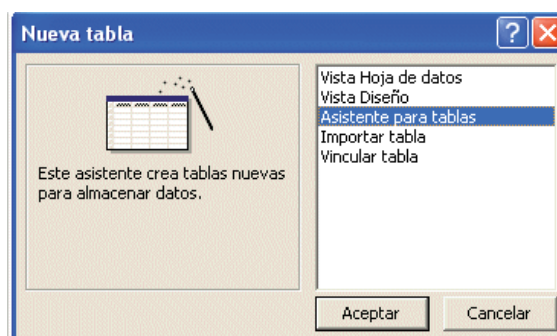 Nueva tabla
Este asistente crea tablas nuevas
para almacenar datos.
Vista Hoja de datos
Vista Diseño
Asistente para tablas
Importar tabla
Vincular tabla
Aceptar
Cancelar